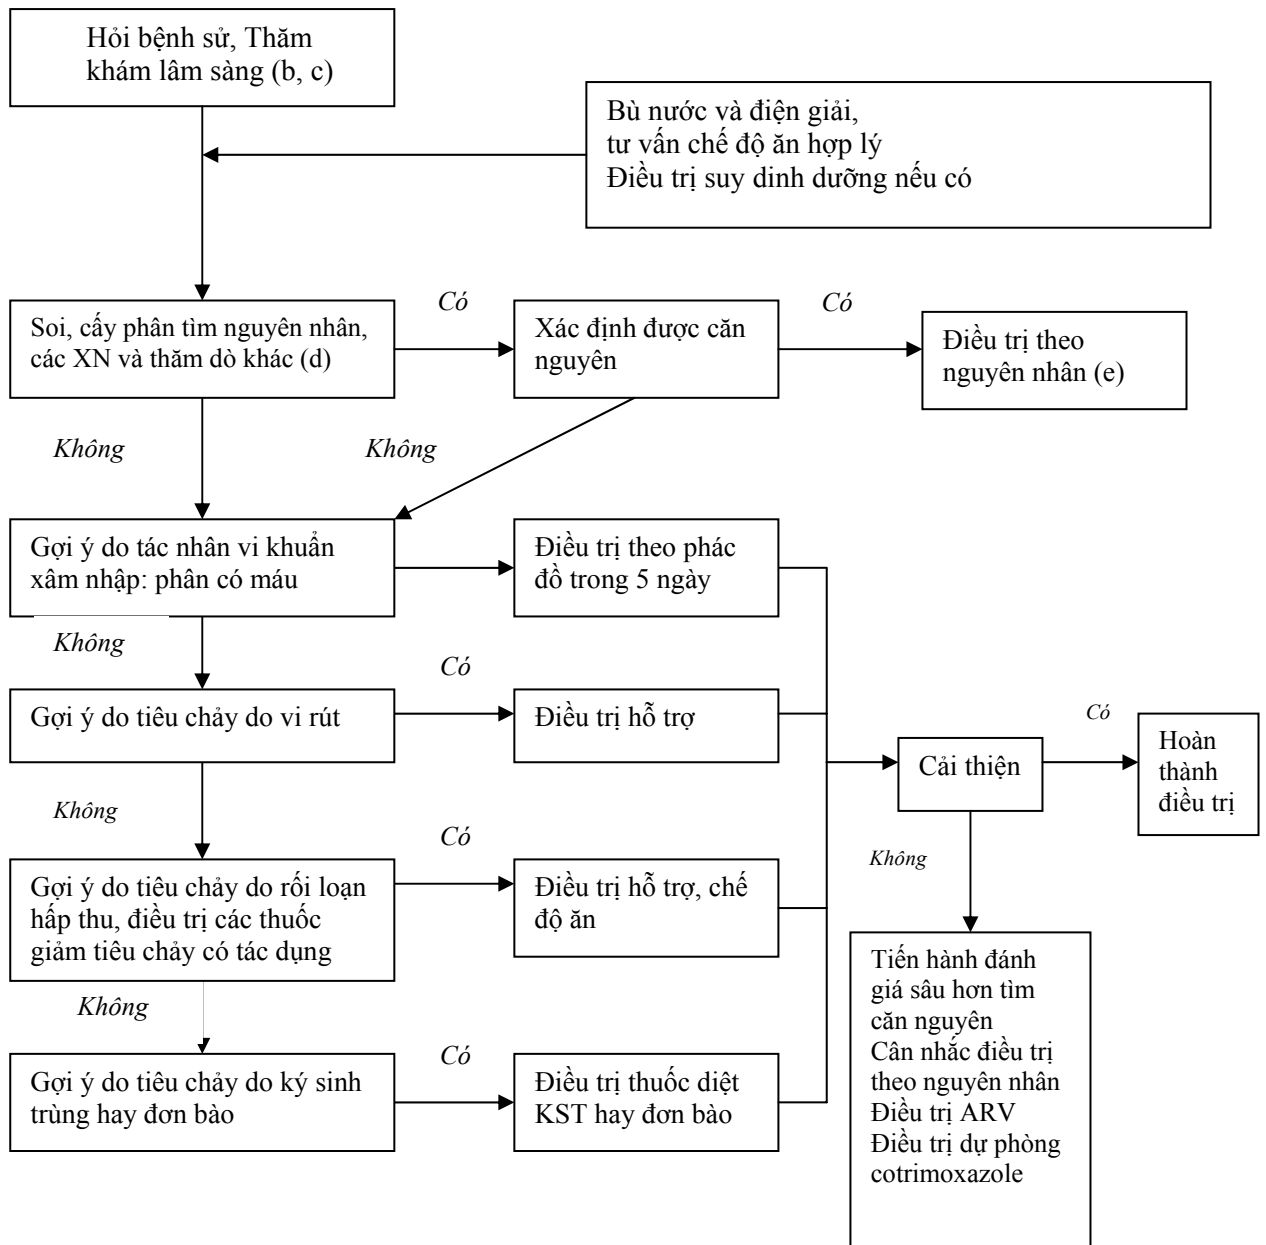 Hỏi bệnh sử, Thăm
khám lâm sàng (b, c)
Bù nước và điện giải,
tư vấn chế độ ăn hợp lý
Điều trị suy dinh dưỡng nếu có
Soi, cấy phân tìm nguyên nhân,
các XN và thăm dò khác (d)
Có
Xác định được căn
nguyên
Có
Điều trị theo
nguyên nhân (e)
Không
Không
Gợi ý do tác nhân vi khuẩn
xâm nhập: phân có máu
Điều trị theo phác
đồ trong 5 ngày
Không
Gợi ý do tiêu chảy do vi rút
Có
Điều trị hỗ trợ
Cải thiện
Có
Hoàn
thành
điều trị
Không
Gợi ý do tiêu chảy do rối loạn
hấp thu, điều trị các thuốc
giảm tiêu chảy có tác dụng
Có
Điều trị hỗ trợ, chế
độ ăn
Không
Tiến hành đánh
giá sâu hơn tìm
căn nguyên
Cân nhắc điều trị
theo nguyên nhân
Điều trị ARV
Điều trị dự phòng
cotrimoxazole
Không
Gợi ý do tiêu chảy do ký sinh
trùng hay đơn bào
Có
Điều trị thuốc diệt
KST hay đơn bào